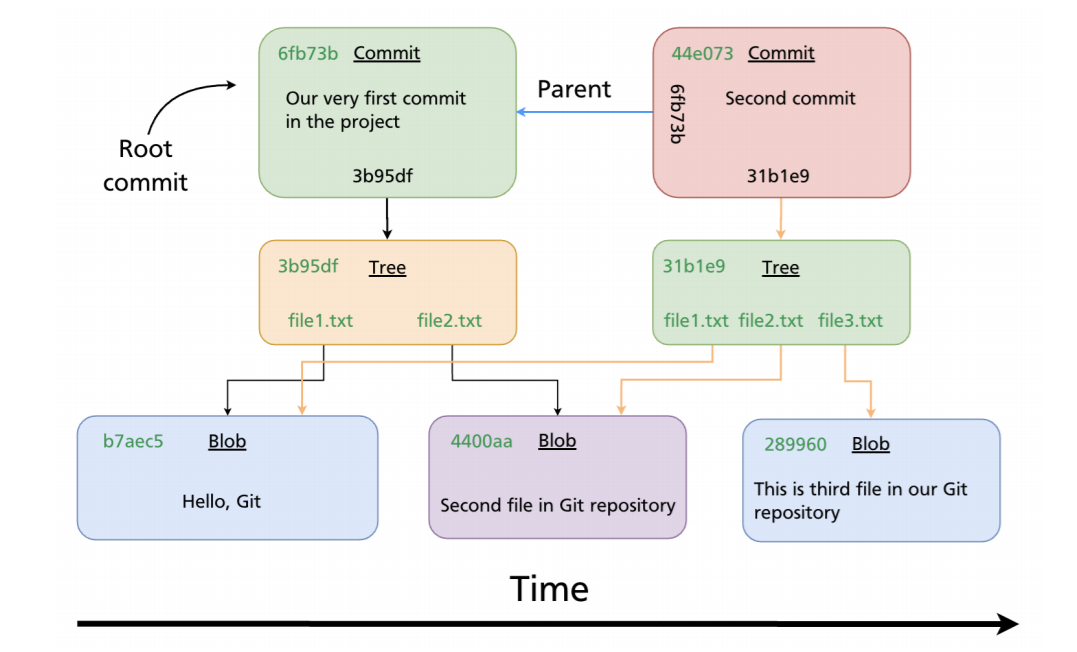 6fb73b Commit
Our very first commit
in the project
3b95df
Parent
44e073 Commit
6fb73b
Second commit
31b1e9
Root
commit
3b95df Tree
file1.txt file2.txt
31b1e9 Tree
file1.txt file2.txt file3.txt
b7aec5 Blob
Hello, Git
4400aa Blob
Second file in Git repository
289960 Blob
This is third file in our Git
repository
Time